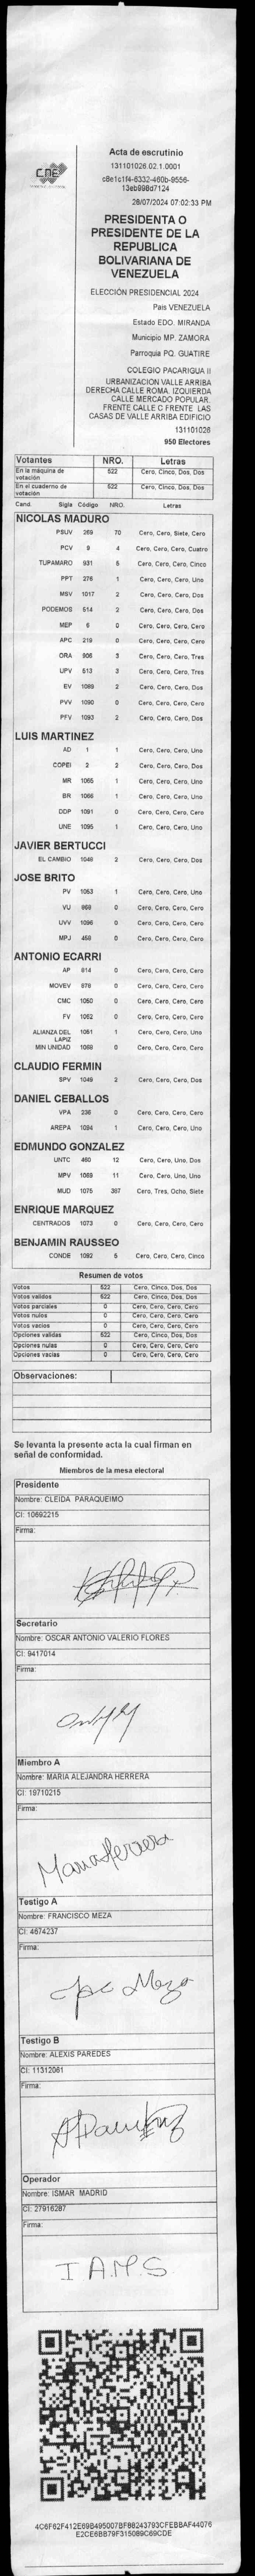 CNE
Acta de escrutinio
131101026.02.1.0001
c8e1c1f4-6332-460b-9556-
13eb998d7124
28/07/2024 07:02:33 PM
PRESIDENTA O
PRESIDENTE DE LA
REPUBLICA
BOLIVARIANA DE
VENEZUELA
ELECCIÓN PRESIDENCIAL 2024
Pais VENEZUELA
Estado EDO. MIRANDA
Municipio MP. ZAMORA
Parroquia PQ. GUATIRE
COLEGIO PACARIGUA II
URBANIZACION VALLE ARRIBA
DERECHA CALLE ROMA. IZQUIERDA
CALLE MERCADO POPULAR.
FRENTE CALLE C FRENTE LAS
CASAS DE VALLE ARRIBA EDIFICIO
131101026
950 Electores
Votantes NRO. Letras
En la máquina de votación 522 Cero, Cinco, Dos, Dos
En el cuaderno de votación 522 Cero, Cinco, Dos, Dos
Cand. Sigla Código NRO. Letras
NICOLAS MADURO
PSUV 269 70 Cero, Cero, Siete, Cero
PCV 9 4 Cero, Cero, Cero, Cuatro
TUPAMARO 931 5 Cero, Cero, Cero, Cinco
PPT 276 1 Cero, Cero, Cero, Uno
MSV 1017 2 Cero, Cero, Cero, Dos
PODEMOS 514 2 Cero, Cero, Cero, Dos
MEP 6 0 Cero, Cero, Cero, Cero
APC 219 0 Cero, Cero, Cero, Cero
ORA 906 3 Cero, Cero, Cero, Tres
UPV 613 3 Cero, Cero, Cero, Tres
EV 1089 2 Cero, Cero, Cero, Dos
PVV 1090 0 Cero, Cero, Cero, Cero
PFV 1093 2 Cero, Cero, Cero, Dos
LUIS MARTINEZ
AD 1 1 Cero, Cero, Cero, Uno
COPEI 2 2 Cero, Cero, Cero, Dos
MR 1065 1 Cero, Cero, Cero, Uno
BR 1066 1 Cero, Cero, Cero, Uno
DDP 1091 0 Cero, Cero, Cero, Cero
UNE 1095 1 Cero, Cero, Cero, Uno
JAVIER BERTUCCI
EL CAMBIO 1048 2 Cero, Cero, Cero, Dos
JOSE BRITO
PV 1053 1 Cero, Cero, Cero, Uno
VU 959 0 Cero, Cero, Cero, Cero
UVV 1096 0 Cero, Cero, Cero, Cero
MPJ 458 0 Cero, Cero, Cero, Cero
ANTONIO ECARRI
AP 914 0 Cero, Cero, Cero, Cero
MOVEV 978 0 Cero, Cero, Cero, Cero
CMC 1050 0 Cero, Cero, Cero, Cero
FV 1052 0 Cero, Cero, Cero, Cero
ALIANZA DEL LAPIZ 1051 1 Cero, Cero, Cero, Uno
MIN UNIDAD 1069 0 Cero, Cero, Cero, Cero
CLAUDIO FERMIN
SPV 1049 2 Cero, Cero, Cero, Dos
DANIEL CEBALLOS
VPA 236 0 Cero, Cero, Cero, Cero
AREPA 1094 1 Cero, Cero, Cero, Uno
EDMUNDO GONZALEZ
UNTC 460 12 Cero, Cero, Uno, Dos
MPV 1089 11 Cero, Cero, Uno, Uno
MUD 1075 387 Cero, Tres, Ocho, Siete
ENRIQUE MARQUEZ
CENTRADOS 1073 0 Cero, Cero, Cero, Cero
BENJAMIN RAUSSEO
CONDE 1092 5 Cero, Cero, Cero, Cinco
Resumen de votos
Votos 522 Cero, Cinco, Dos, Dos
Votos validos 522 Cero, Cinco, Dos, Dos
Votos parciales 0 Cero, Cero, Cero, Cero
Votos nulos 0 Cero, Cero, Cero, Cero
Votos vacios 0 Cero, Cero, Cero, Cero
Opciones validas 522 Cero, Cinco, Dos, Dos
Opciones nulas 0 Cero, Cero, Cero, Cero
Opciones vacias 0 Cero, Cero, Cero, Cero
Observaciones:
Se levanta la presente acta la cual firman en
señal de conformidad.
Miembros de la mesa electoral
Presidente
Nombre: CLEIDA PARAQUEIMO
CI: 10692215
Firma:
Secretario
Nombre: OSCAR ANTONIO VALERIO FLORES
CI: 9417014
Firma:
Miembro A
Nombre: MARIA ALEJANDRA HERRERA
CI: 19710215
Firma:
Maria Herrera
Testigo A
Nombre: FRANCISCO MEZA
CI: 4674237
Firma:
Meza
Testigo B
Nombre: ALEXIS PAREDES
CI: 11312061
Firma:
Operador
Nombre: ISMAR MADRID
CI: 27916287
Firma:
I A.M.S
4C6F62F412E69B495007BF88243793CFEBBAF44076
E2CE6BB79F315089C69CDE